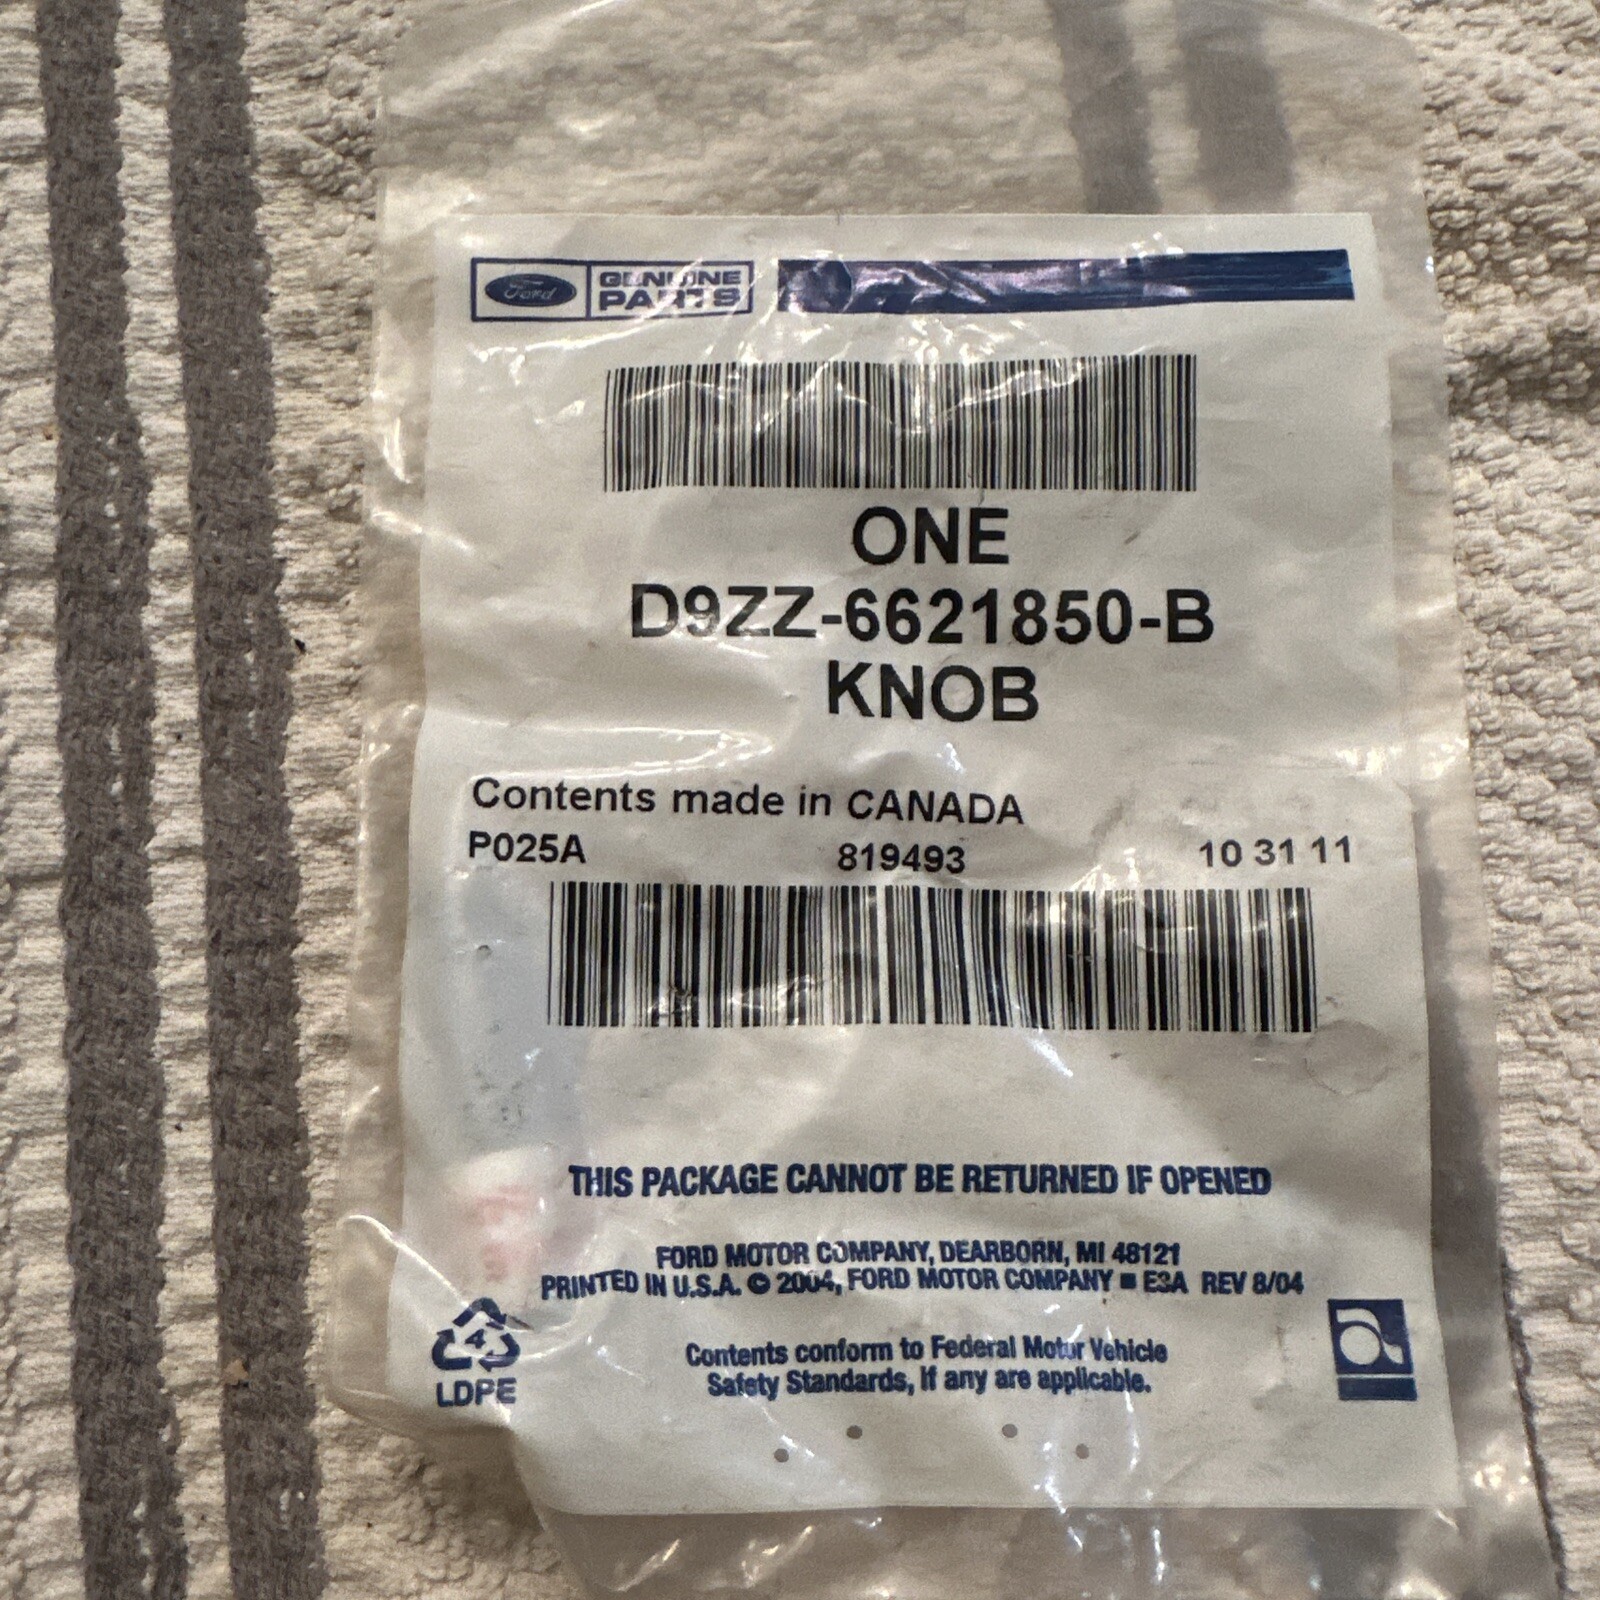 Ford GENUINE PARTS
ONE
D9ZZ-6621850-B
KNOB
Contents made in CANADA
P025A 819493 10 31 11
THIS PACKAGE CANNOT BE RETURNED IF OPENED
FORD MOTOR COMPANY, DEARBORN, MI 48121
PRINTED IN U.S.A. © 2004, FORD MOTOR COMPANY ■ E3A REV 8/04
4
LDPE
Contents conform to Federal Motor Vehicle
Safety Standards, if any are applicable.
a